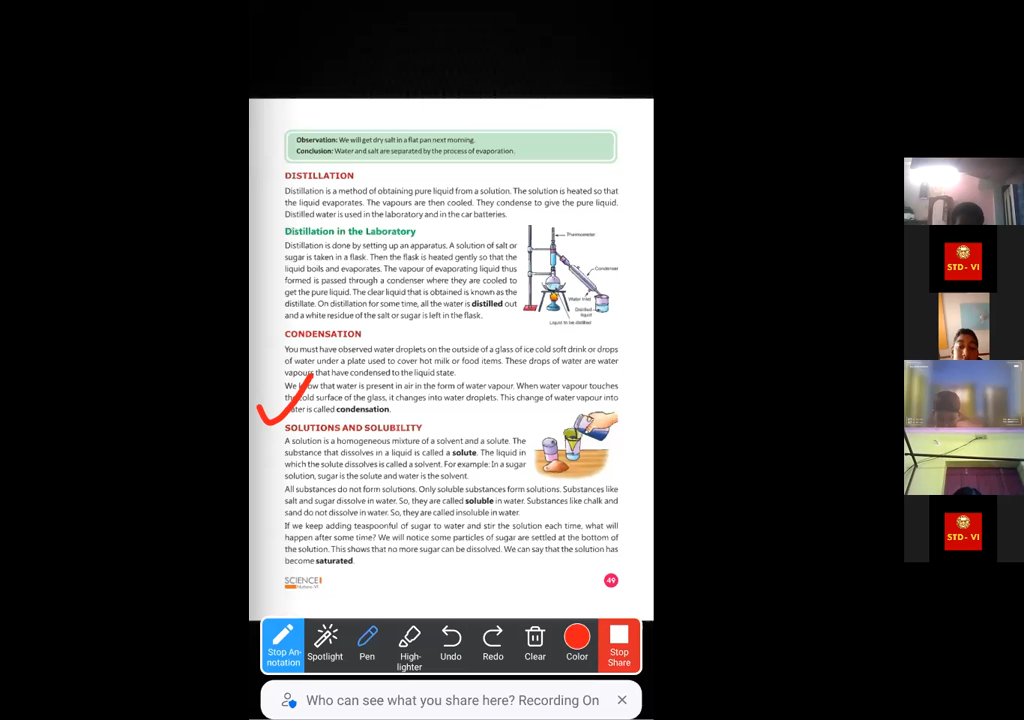 Observation: We will get dry salt in a flat pan next morning.
Conclusion: Water and salt are separated by the process of evaporation.
DISTILLATION
Distillation is a method of obtaining pure liquid from a solution. The solution is heated so that
the liquid evaporates. The vapours are then cooled. They condense to give the pure liquid.
Distilled water is used in the laboratory and in the car batteries.
Distillation in the Laboratory
Distillation is done by setting up an apparatus. A solution of salt or
sugar is taken in a flask. Then the flask is heated gently so that the
liquid boils and evaporates. The vapour of evaporating liquid thus
formed is passed through a condenser where they are cooled to
get the pure liquid. The clear liquid that is obtained is known as the
distillate. On distillation for some time, all the water is distilled out
and a white residue of the salt or sugar is left in the flask.
Thermometer
Condenser
Water inlet
Distilled
liquid
Liquid to be distilled
CONDENSATION
You must have observed water droplets on the outside of a glass of ice cold soft drink or drops
of water under a plate used to cover hot milk or food items. These drops of water are water
vapours that have condensed to the liquid state.
We know that water is present in air in the form of water vapour. When water vapour touches
the cold surface of the glass, it changes into water droplets. This change of water vapour into
water is called condensation.
SOLUTIONS AND SOLUBILITY
A solution is a homogeneous mixture of a solvent and a solute. The
substance that dissolves in a liquid is called a solute. The liquid in
which the solute dissolves is called a solvent. For example: In a sugar
solution, sugar is the solute and water is the solvent.
All substances do not form solutions. Only soluble substances form solutions. Substances like
salt and sugar dissolve in water. So, they are called soluble in water. Substances like chalk and
sand do not dissolve in water. So, they are called insoluble in water.
If we keep adding teaspoonful of sugar to water and stir the solution each time, what will
happen after some time? We will notice some particles of sugar are settled at the bottom of
the solution. This shows that no more sugar can be dissolved. We can say that the solution has
become saturated.
SCIENCE
49
STD- VI
STD- VI
Stop An-
notation
Spotlight
Pen
High-
lighter
Undo
Redo
Clear
Color
Stop
Share
Who can see what you share here? Recording On